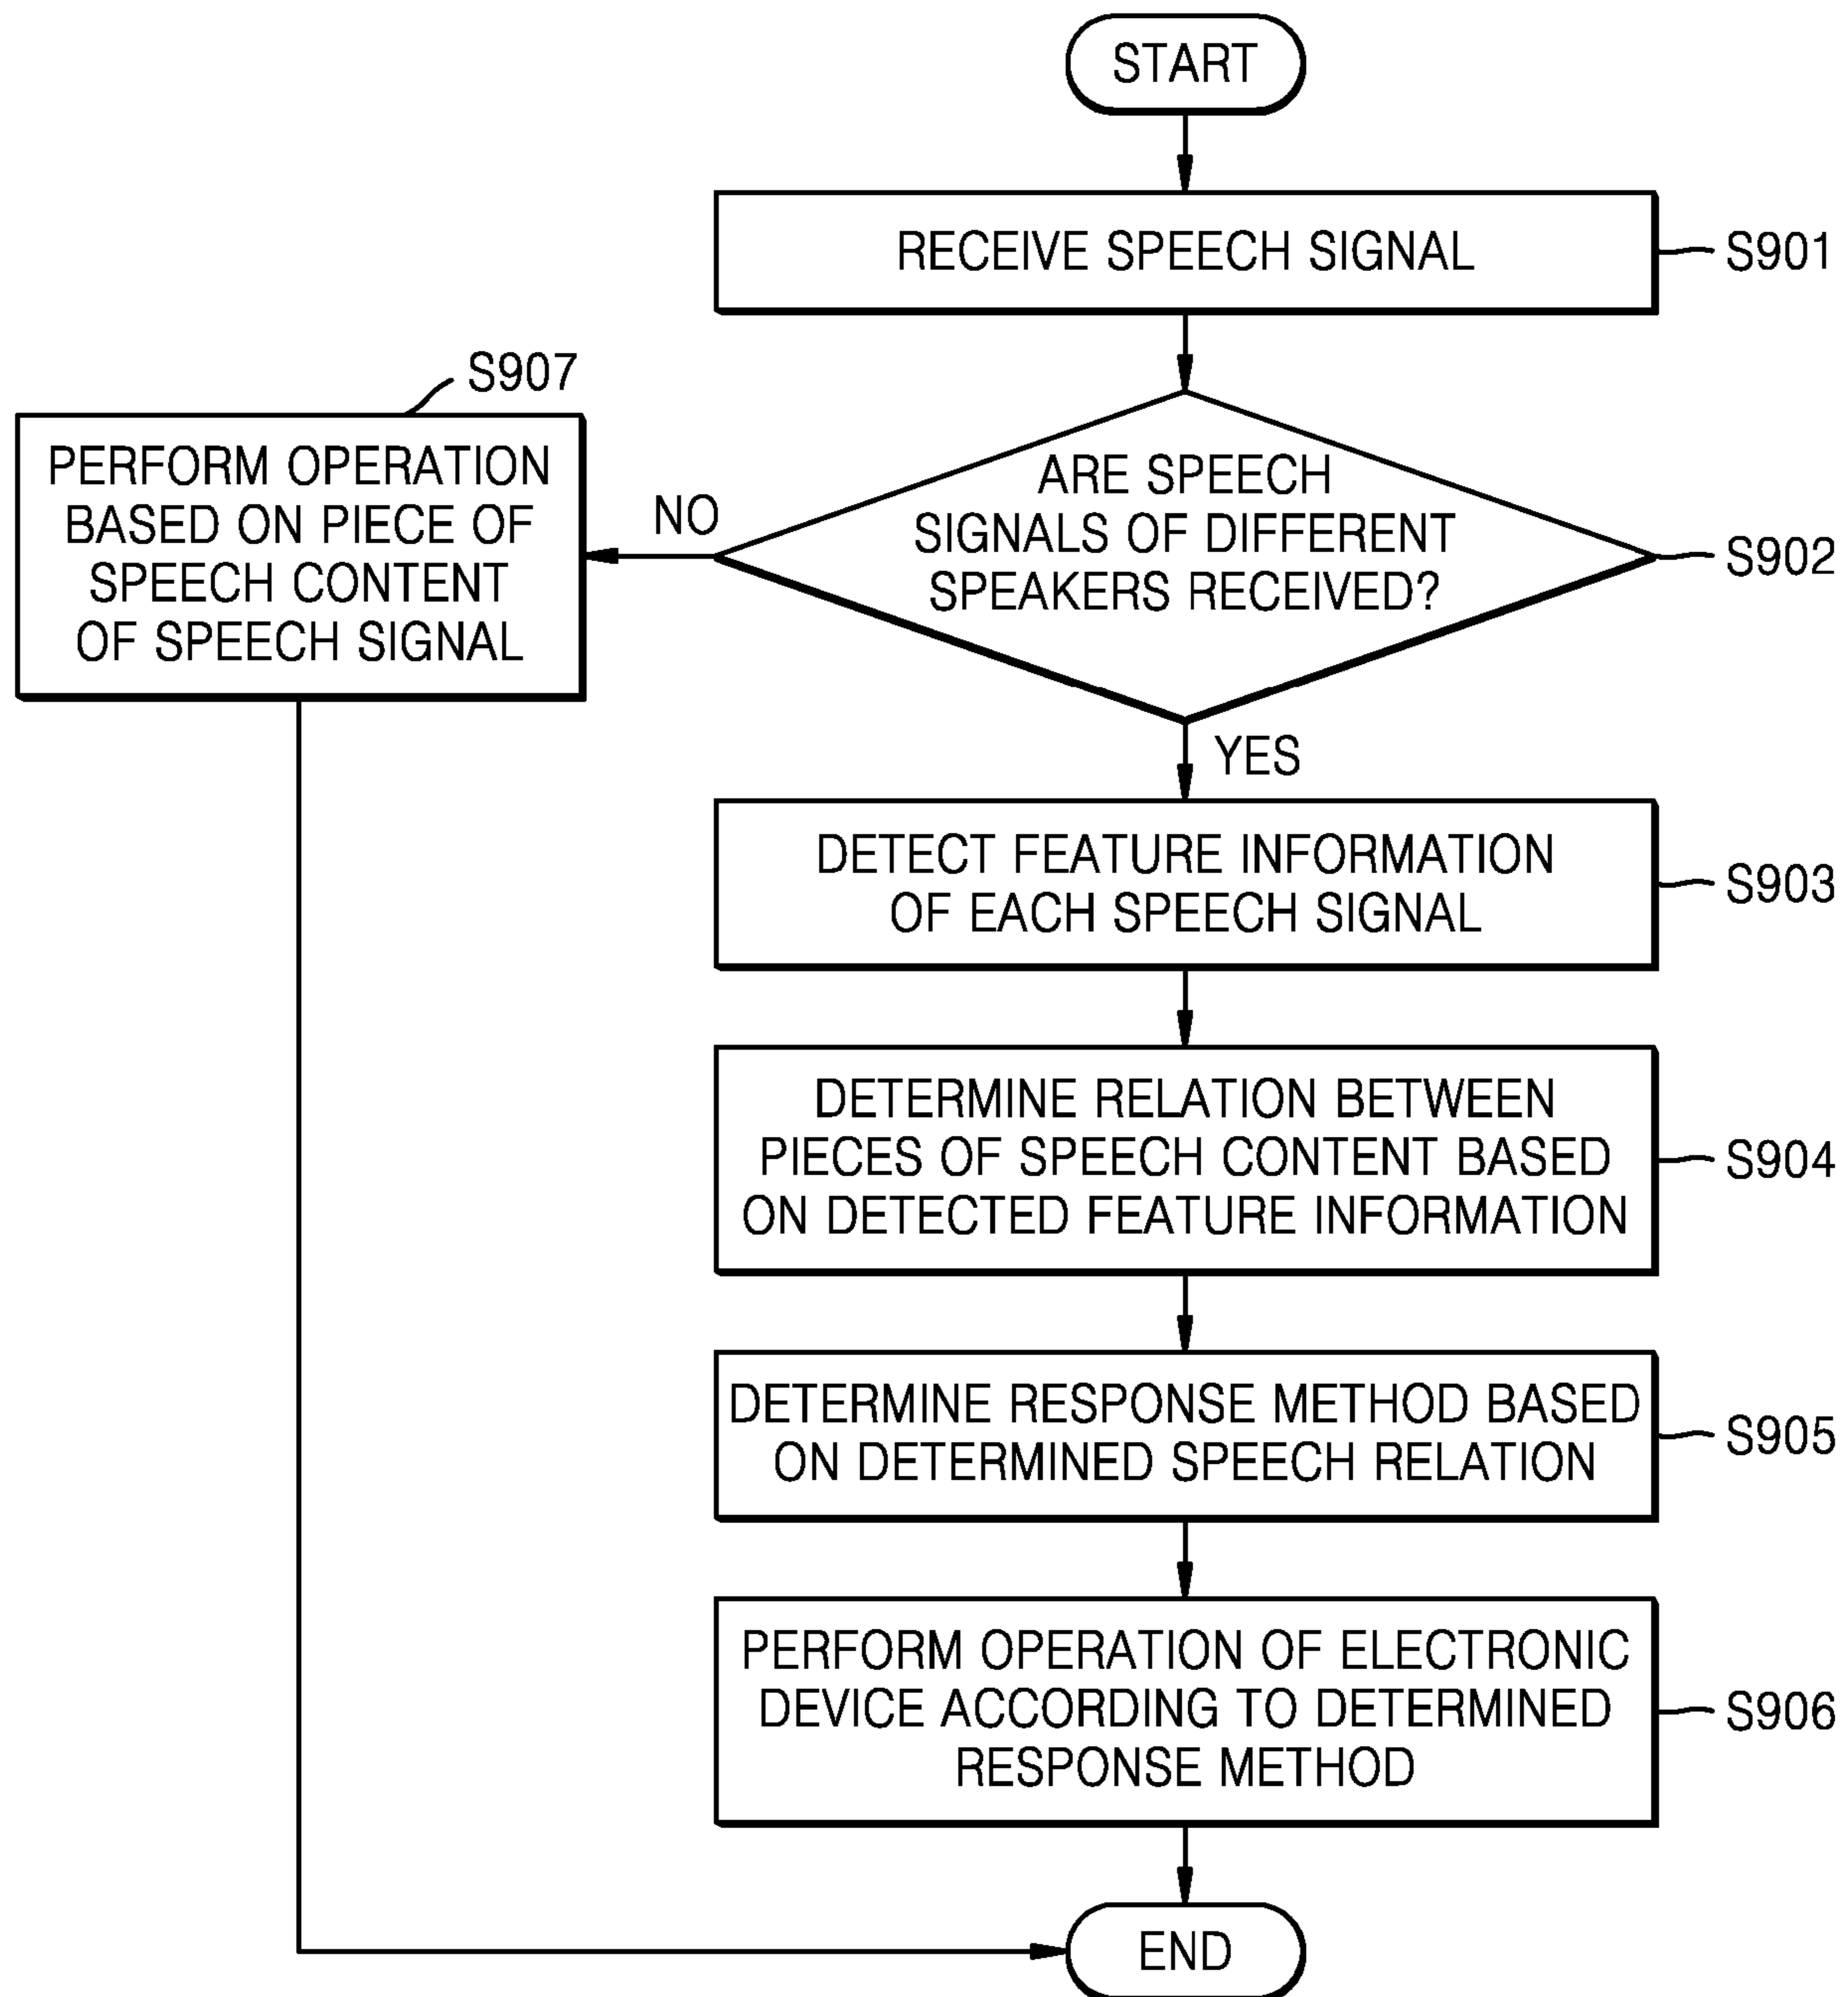 START
RECEIVE SPEECH SIGNAL
S901
S907
PERFORM OPERATION
BASED ON PIECE OF
SPEECH CONTENT
OF SPEECH SIGNAL
NO
ARE SPEECH
SIGNALS OF DIFFERENT
SPEAKERS RECEIVED?
S902
YES
DETECT FEATURE INFORMATION
OF EACH SPEECH SIGNAL
S903
DETERMINE RELATION BETWEEN
PIECES OF SPEECH CONTENT BASED
ON DETECTED FEATURE INFORMATION
S904
DETERMINE RESPONSE METHOD BASED
ON DETERMINED SPEECH RELATION
S905
PERFORM OPERATION OF ELECTRONIC
DEVICE ACCORDING TO DETERMINED
RESPONSE METHOD
S906
END